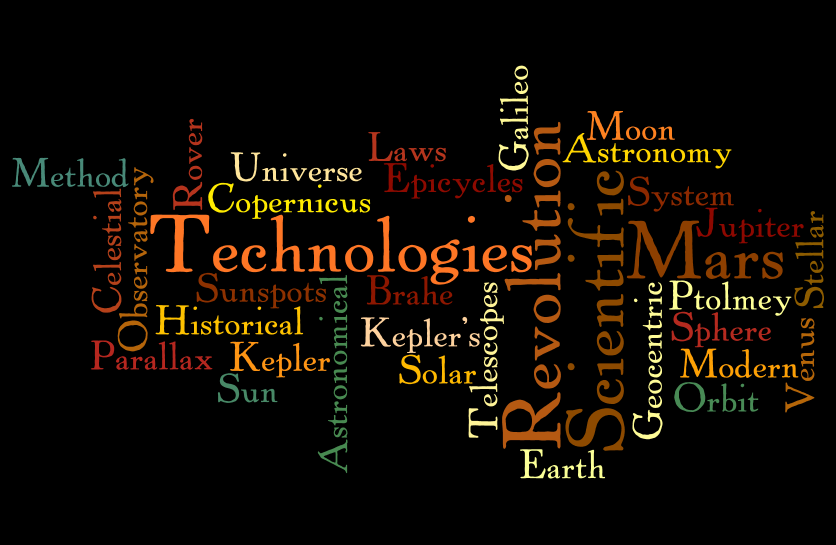 Galileo
Moon
Laws
Astronomy
Rover
Universe
Method
Epicycles
Revolution
Scientific
System
Copernicus
Celestial
Observatory
Technologies
Jupiter
Mars
Stellar
Sunspots
Brahe
Ptolmey
Historical
Astronomical
Kepler's
Telescopes
Geocentric
Sphere
Venus
Parallax
Kepler
Solar
Modern
Sun
Orbit
Earth